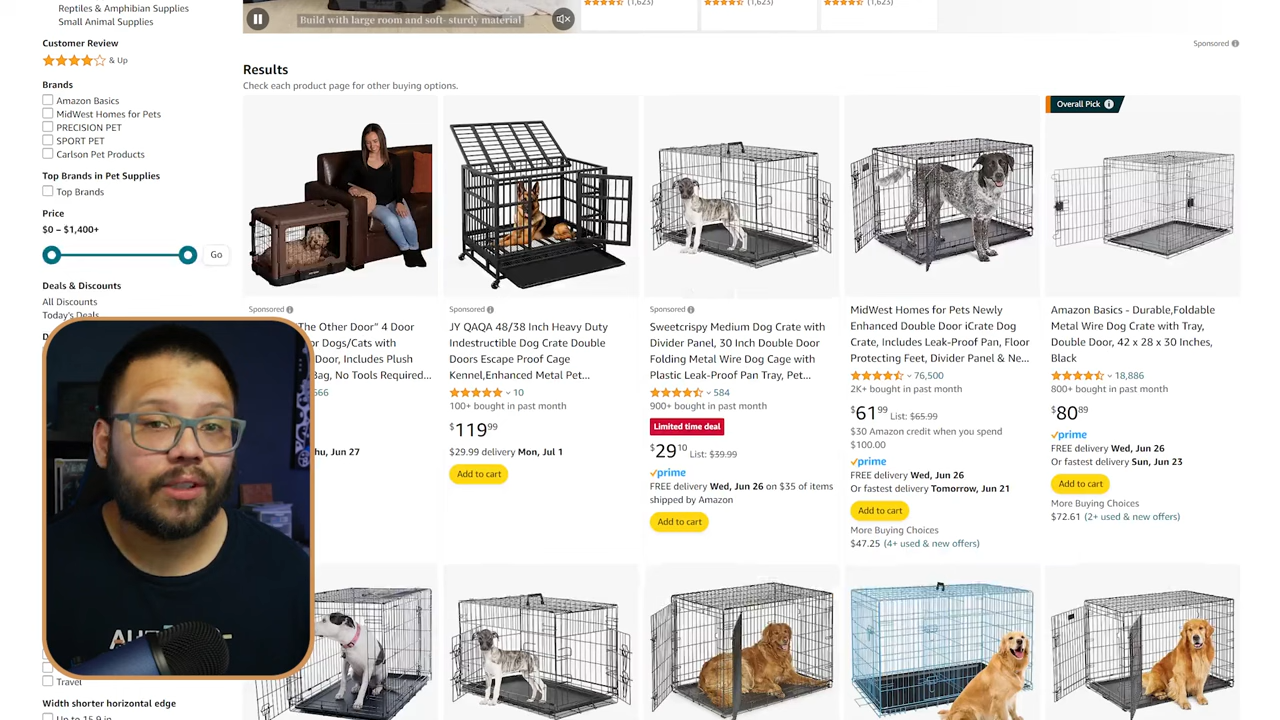 Reptiles & Amphibian Supplies
Small Animal Supplies
Customer Review
& Up
Brands
Amazon Basics
MidWest Homes for Pets
PRECISION PET
SPORT PET
Carlson Pet Products
Top Brands in Pet Supplies
Top Brands
Price
$0 – $1,400+
Go
Deals & Discounts
All Discounts
Today's Deals
Travel
Width shorter horizontal edge
Up to 15.9 in
Build with large room and soft- sturdy material
(1,623)
(1,623)
(1,623)
Sponsored
Results
Check each product page for other buying options.
Overall Pick
The Other Door" 4 Door
or Dogs/Cats with
Door, Includes Plush
Bag, No Tools Required...
566
Thu, Jun 27
Sponsored
Sponsored
JY QAQA 48/38 Inch Heavy Duty
Indestructible Dog Crate Double
Doors Escape Proof Cage
Kennel,Enhanced Metal Pet...
10
100+ bought in past month
$119.99
$29.99 delivery Mon, Jul 1
Add to cart
Sponsored
Sweetcrispy Medium Dog Crate with
Divider Panel, 30 Inch Double Door
Folding Metal Wire Dog Cage with
Plastic Leak-Proof Pan Tray, Pet...
584
900+ bought in past month
Limited time deal
$29.10 List: $39.99
prime
FREE delivery Wed, Jun 26 on $35 of items
shipped by Amazon
Add to cart
MidWest Homes for Pets Newly
Enhanced Double Door iCrate Dog
Crate, Includes Leak-Proof Pan, Floor
Protecting Feet, Divider Panel & Ne...
76,500
2K+ bought in past month
$61.99 List: $65.99
$30 Amazon credit when you spend
$100.00
prime
FREE delivery Wed, Jun 26
Or fastest delivery Tomorrow, Jun 21
Add to cart
More Buying Choices
$47.25 (4+ used & new offers)
Amazon Basics - Durable,Foldable
Metal Wire Dog Crate with Tray,
Double Door, 42 x 28 x 30 Inches,
Black
18,886
800+ bought in past month
$80.89
prime
FREE delivery Wed, Jun 26
Or fastest delivery Sun, Jun 23
Add to cart
More Buying Choices
$72.61 (2+ used & new offers)